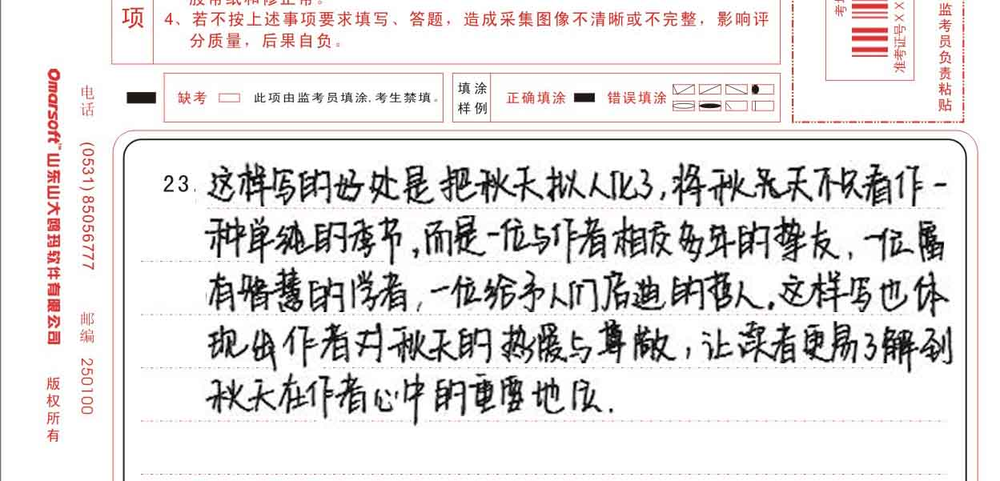 项
4、若不按上述事项要求填写、答题，造成采集图像不清晰或不完整，影响评
分质量，后果自负。
准考证号XX
监考员负责粘贴
缺考 此项由监考员填涂,考生禁填。
填涂
样例
正确填涂 错误填涂
Omarsoft™ 山东山大鸥玛软件有限公司 版权所有
电话 (0531)85056777 邮编 250100
23. 这样写的好处是把秋天拟人化了,将秋天不只看作一
种单纯的季节,而是一位与作者相交多年的挚友,一位富
有智慧的学者,一位给予人们启迪的哲人.这样写也体
现出作者对秋天的热爱与尊敬,让读者更易了解到
秋天在作者心中的重要地位.